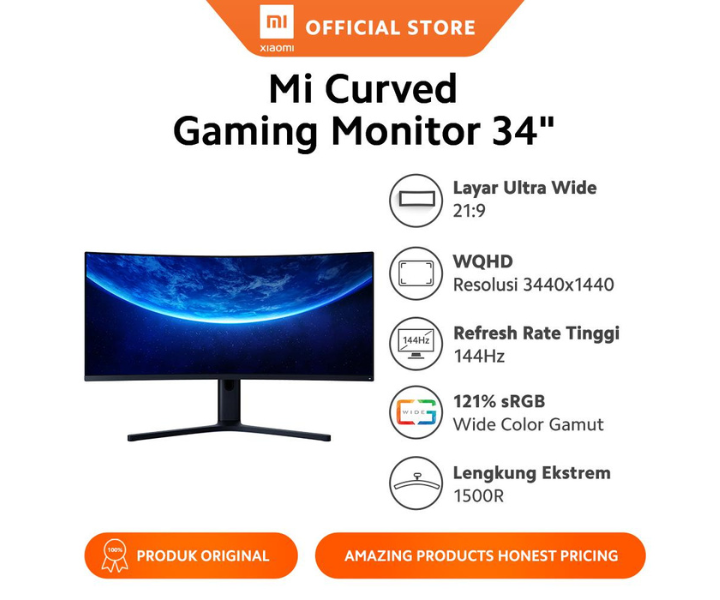 mi
xiaomi
OFFICIAL STORE
Mi Curved
Gaming Monitor 34"
Layar Ultra Wide
21:9
WQHD
Resolusi 3440x1440
144Hz
Refresh Rate Tinggi
144Hz
WIDE
121% sRGB
Wide Color Gamut
Lengkung Ekstrem
1500R
100%
PRODUK ORIGINAL
AMAZING PRODUCTS HONEST PRICING